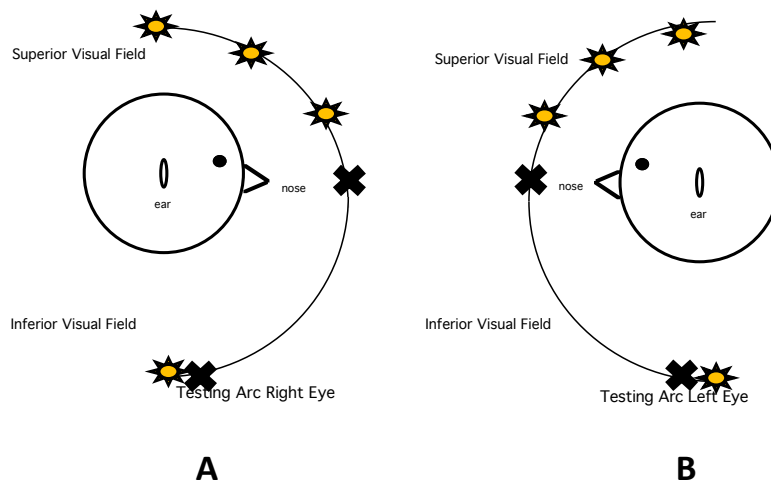 Superior Visual Field
nose
ear
Inferior Visual Field
Testing Arc Right Eye
A
Superior Visual Field
nose
ear
Inferior Visual Field
Testing Arc Left Eye
B